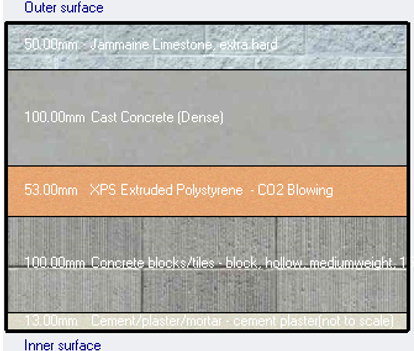 Outer surface
50.00mm - Jammaine Limestone, extra hard
100.00mm Cast Concrete (Dense)
53.00mm XPS Extruded Polystyrene - CO2 Blowing
100.00mm Concrete blocks/tiles - block, hollow, mediumweight, 1
13.00mm Cement/plaster/mortar - cement plaster(not to scale)
Inner surface